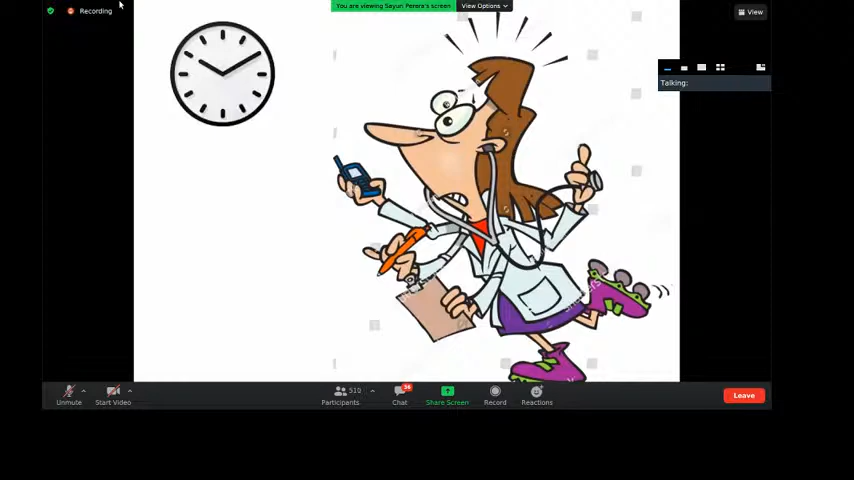 Recording
You are viewing Sayuri Perera's screen
View Options
View
Talking:
Unmute
Start Video
510
Participants
36
Chat
Share Screen
Record
Reactions
Leave